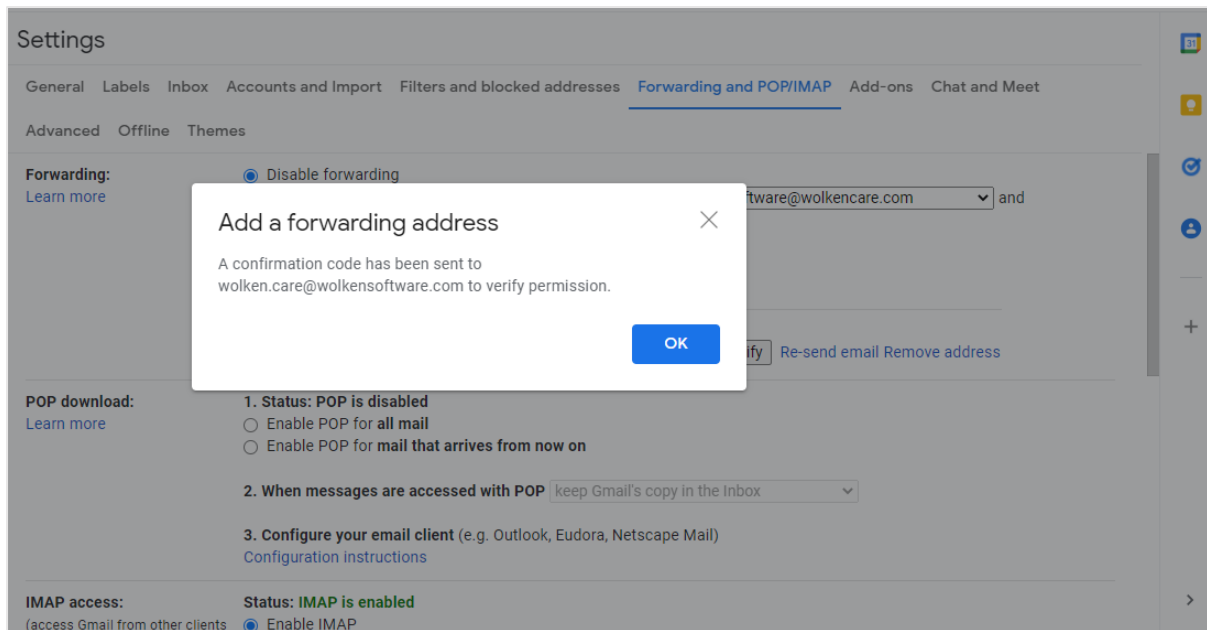 Settings
31
General Labels Inbox Accounts and Import Filters and blocked addresses Forwarding and POP/IMAP Add-ons Chat and Meet
Advanced Offline Themes
Forwarding:
Disable forwarding
Learn more
ftware@wolkencare.com and
Add a forwarding address
A confirmation code has been sent to
wolken.care@wolkensoftware.com to verify permission.
OK
ify Re-send email Remove address
POP download:
1. Status: POP is disabled
Learn more
Enable POP for all mail
Enable POP for mail that arrives from now on
2. When messages are accessed with POP keep Gmail's copy in the Inbox
3. Configure your email client (e.g. Outlook, Eudora, Netscape Mail)
Configuration instructions
IMAP access:
Status: IMAP is enabled
(access Gmail from other clients
Enable IMAP